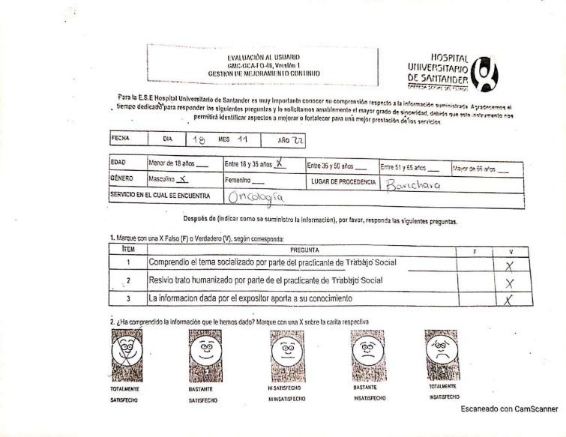 EVALUACIÓN AL USUARIO
GMC-GCA-FO-48, Versión 1
GESTIÓN DE MEJORAMIENTO CONTINUO
HOSPITAL
UNIVERSITARIO
DE SANTANDER
EMPRESA SOCIAL DEL ESTADO
Para la E.S.E Hospital Universitario de Santander es muy importante conocer su comprensión respecto a la información suministrada. Agradecemos el
tiempo dedicado para responder las siguientes preguntas y le solicitamos amablemente el mayor grado de sinceridad, debido que este instrumento nos
permitirá identificar aspectos a mejorar o fortalecer para una mejor prestación de los servicios.
FECHA DIA 18 MES 11 AÑO 22
EDAD Menor de 18 años ___ Entre 18 y 35 años X Entre 36 y 50 años ___ Entre 51 y 65 años ___ Mayor de 65 años ___
GÉNERO Masculino X Femenino ___ LUGAR DE PROCEDENCIA Barichara
SERVICIO EN EL CUAL SE ENCUENTRA Oncología
Después de (indicar como se suministro la información), por favor, responda las siguientes preguntas.
1. Marque con una X Falso (F) o Verdadero (V), según corresponda:
ÍTEM PREGUNTA F V
1 Comprendio el tema socializado por parte del practicante de Trabajo Social X
2 Resivio trato humanizado por parte de el practicante de Trabajo Social X
3 La informacion dada por el expositor aporta a su conocimiento X
2. ¿Ha comprendido la información que le hemos dado? Marque con una X sobre la carita respectiva
TOTALMENTE BASTANTE NI SATISFECHO BASTANTE TOTALMENTE
SATISFECHO SATISFECHO NI INSATISFECHO INSATISFECHO INSATISFECHO
Escaneado con CamScanner